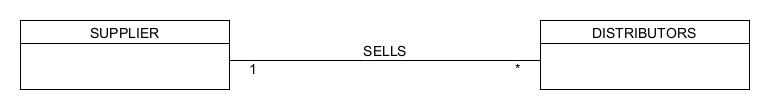 SUPPLIER
DISTRIBUTORS
SELLS
1 *